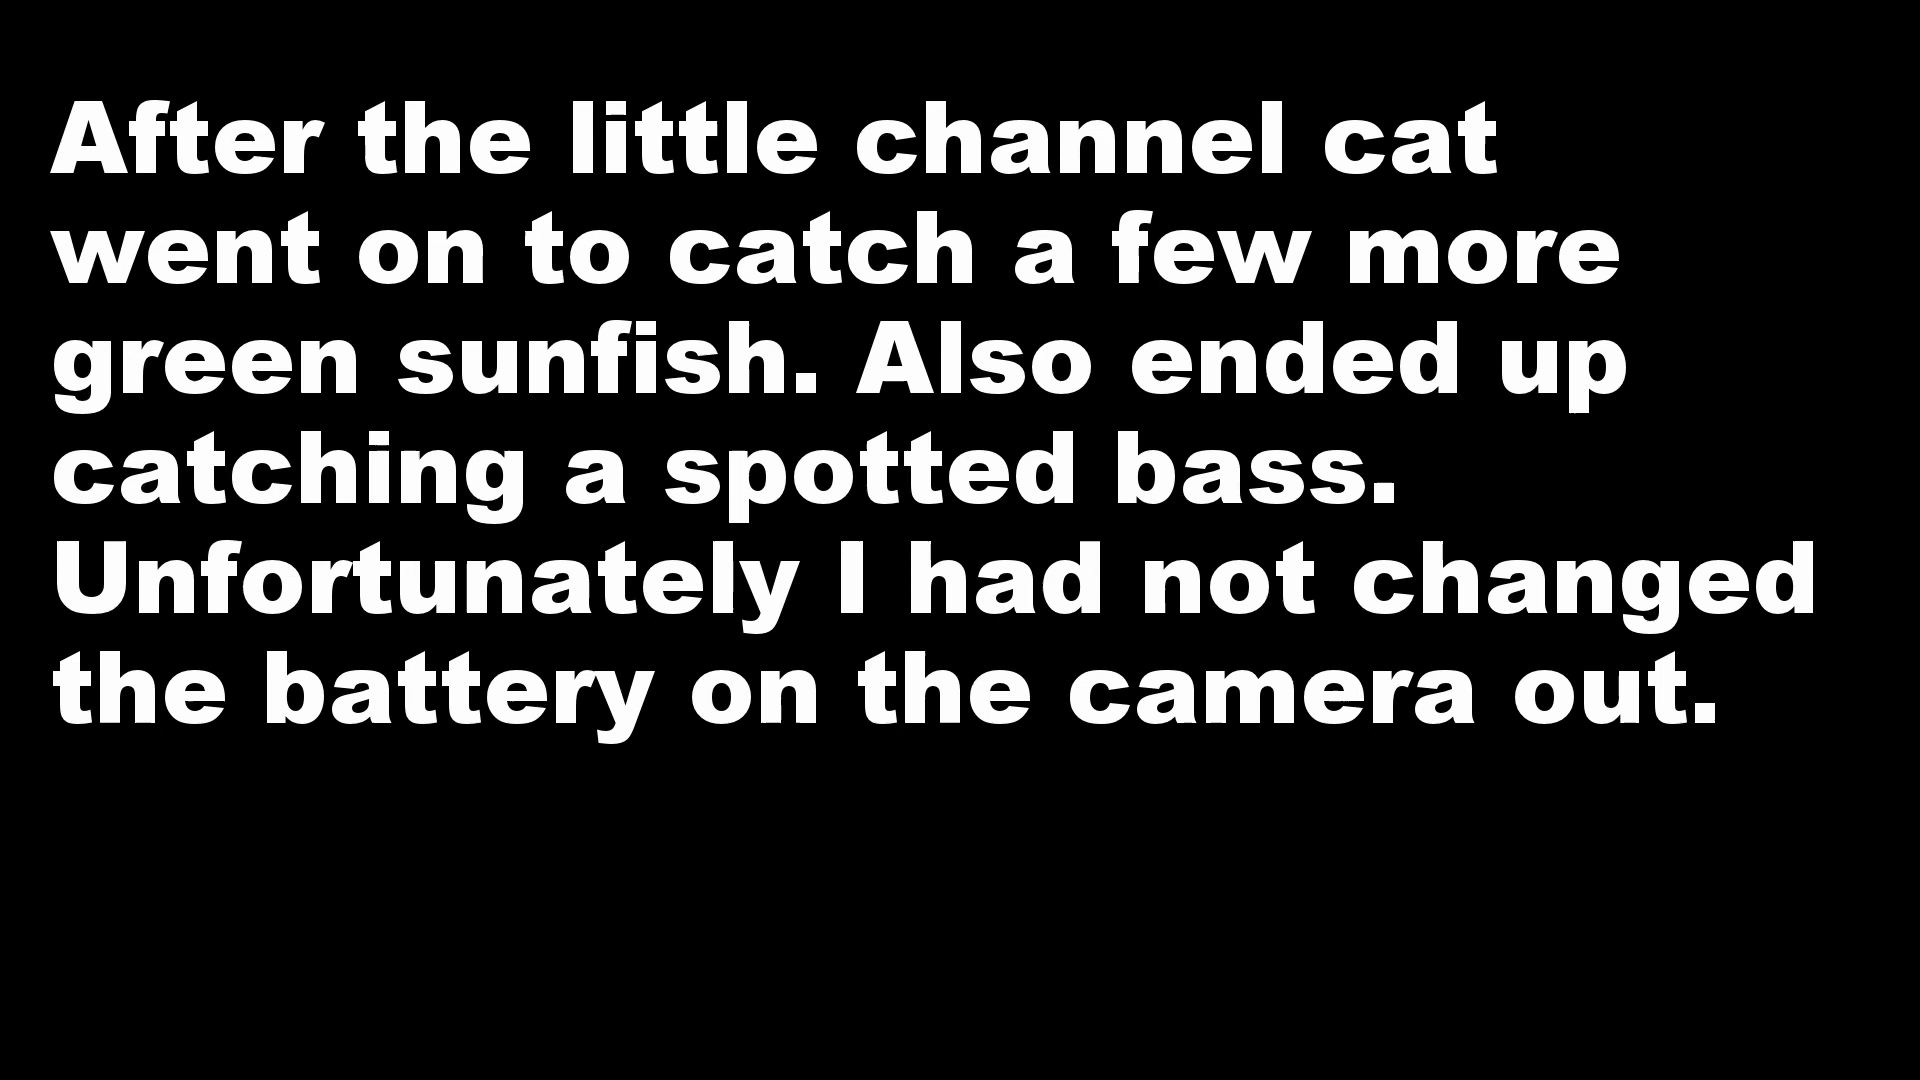 After the little channel cat
went on to catch a few more
green sunfish. Also ended up
catching a spotted bass.
Unfortunately I had not changed
the battery on the camera out.